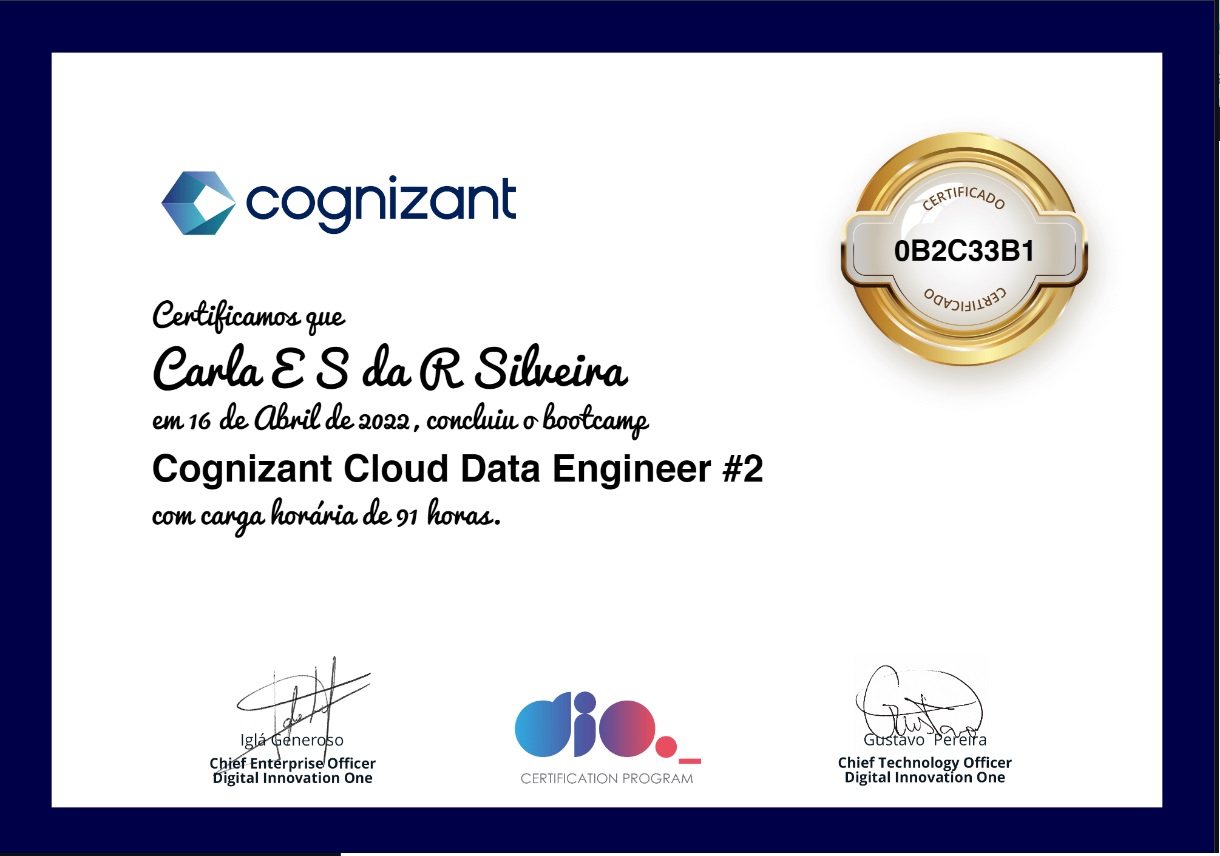 cognizant
CERTIFICADO
0B2C33B1
CERTIFICADO
Certificamos que
Carla E S da R Silveira
em 16 de Abril de 2022, concluiu o bootcamp
Cognizant Cloud Data Engineer #2
com carga horária de 91 horas.
Iglá Generoso
Chief Enterprise Officer
Digital Innovation One
dio._
CERTIFICATION PROGRAM
Gustavo
Gustavo Pereira
Chief Technology Officer
Digital Innovation One